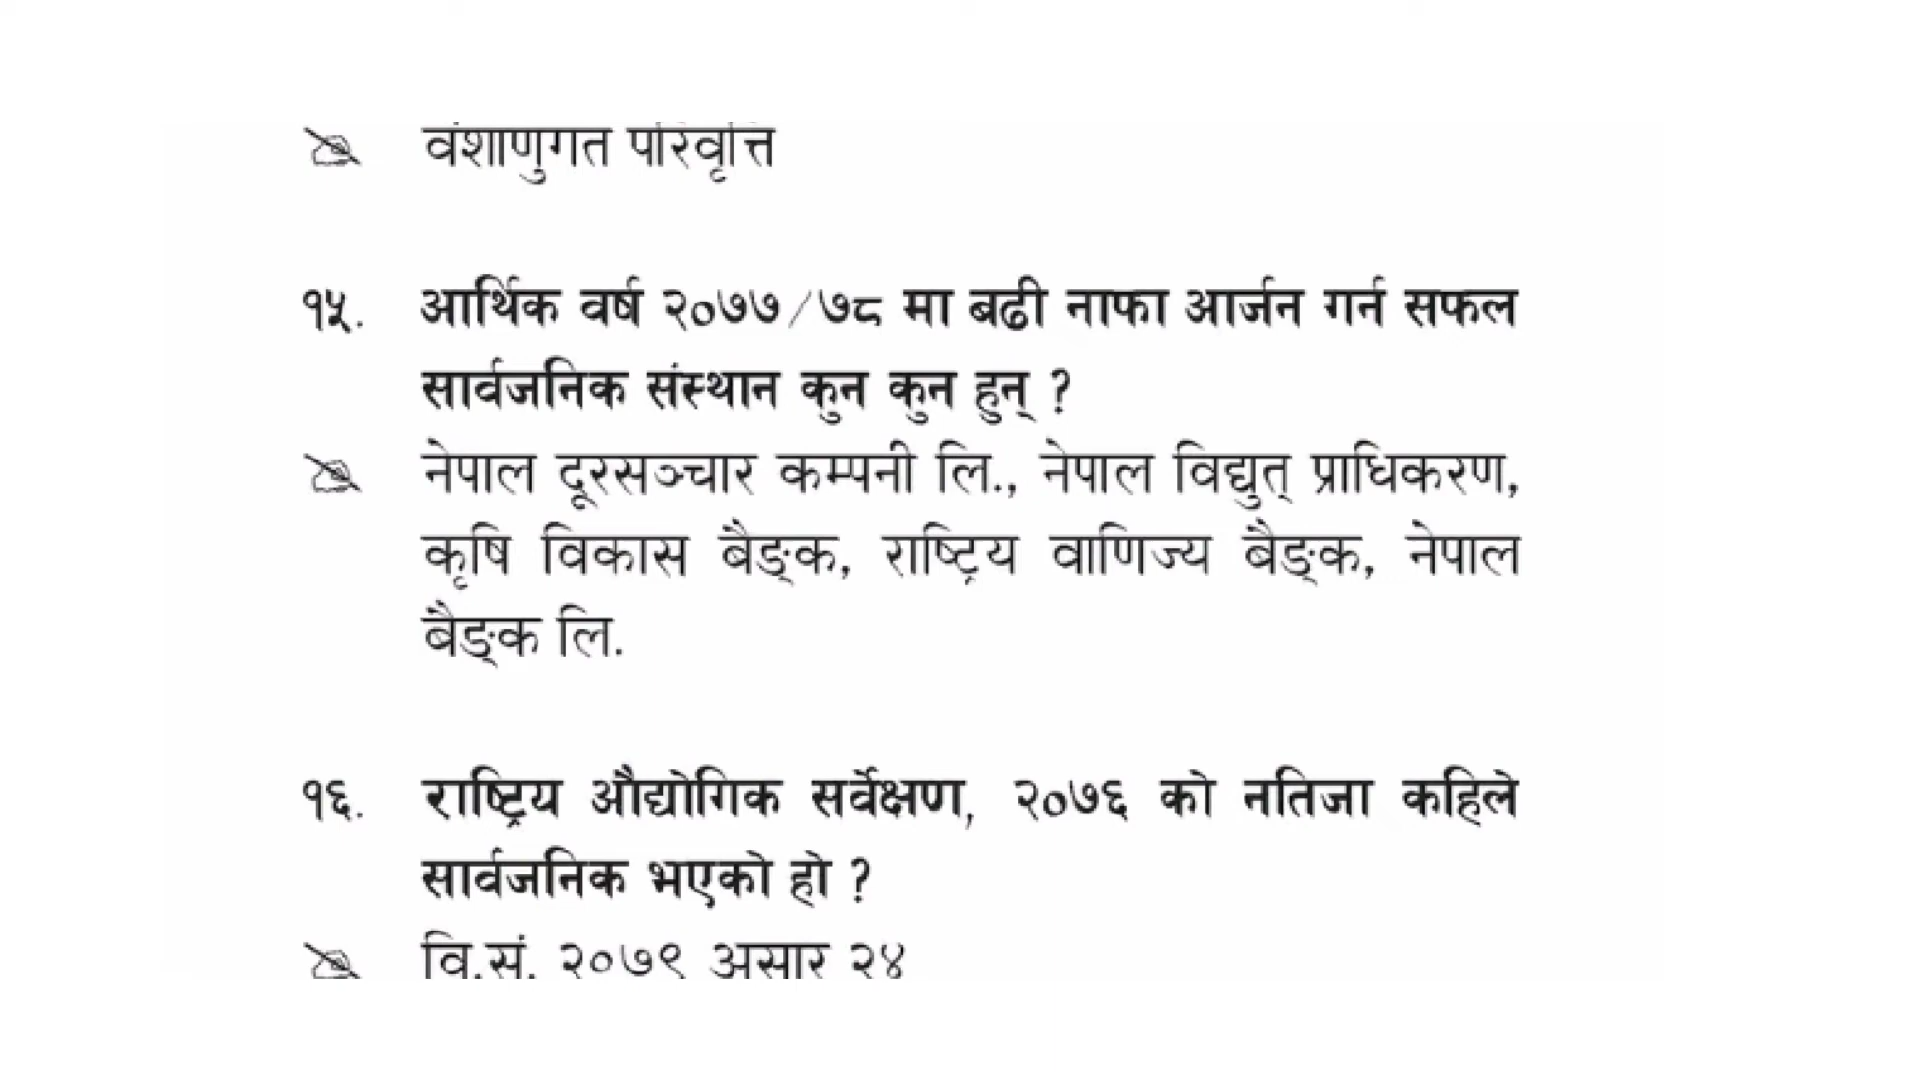 वंशाणुगत परिवृत्ति
१५. आर्थिक वर्ष २०७७/७८ मा बढी नाफा आर्जन गर्न सफल
सार्वजनिक संस्थान कुन कुन हुन् ?
नेपाल दूरसञ्चार कम्पनी लि., नेपाल विद्युत् प्राधिकरण,
कृषि विकास बैङ्क, राष्ट्रिय वाणिज्य बैङ्क, नेपाल
बैङ्क लि.
१६. राष्ट्रिय औद्योगिक सर्वेक्षण, २०७६ को नतिजा कहिले
सार्वजनिक भएको हो ?
वि.सं. २०७९ असार २४